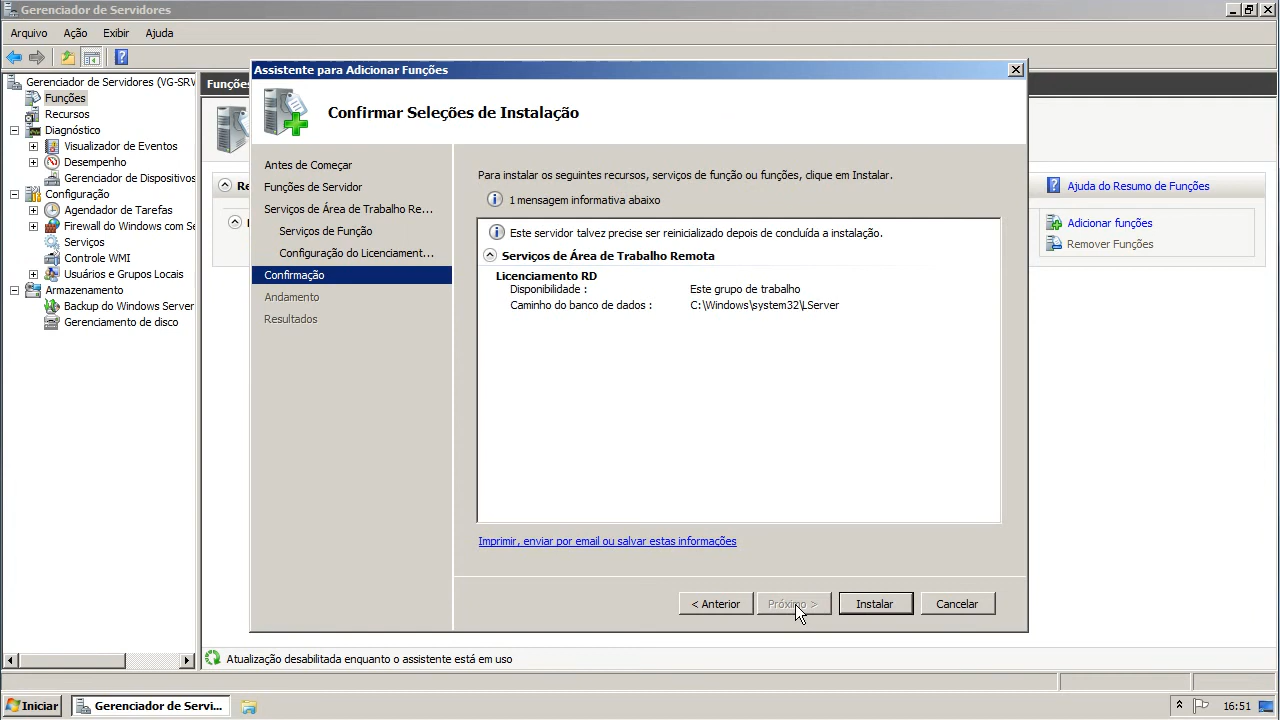 Gerenciador de Servidores
Arquivo Ação Exibir Ajuda
Gerenciador de Servidores (VG-SRV
Funções
Recursos
Diagnóstico
Visualizador de Eventos
Desempenho
Gerenciador de Dispositivos
Configuração
Agendador de Tarefas
Firewall do Windows com Se
Serviços
Controle WMI
Usuários e Grupos Locais
Armazenamento
Backup do Windows Server
Gerenciamento de disco
Funções
Re
Ajuda do Resumo de Funções
Adicionar funções
Remover Funções
Assistente para Adicionar Funções
Confirmar Seleções de Instalação
Antes de Começar
Funções de Servidor
Serviços de Área de Trabalho Re...
Serviços de Função
Configuração do Licenciament...
Confirmação
Andamento
Resultados
Para instalar os seguintes recursos, serviços de função ou funções, clique em Instalar.
1 mensagem informativa abaixo
Este servidor talvez precise ser reinicializado depois de concluída a instalação.
Serviços de Área de Trabalho Remota
Licenciamento RD
Disponibilidade : Este grupo de trabalho
Caminho do banco de dados : C:\Windows\system32\LServer
Imprimir, enviar por email ou salvar estas informações
< Anterior Próximo > Instalar Cancelar
Atualização desabilitada enquanto o assistente está em uso
Iniciar Gerenciador de Servi... 16:51